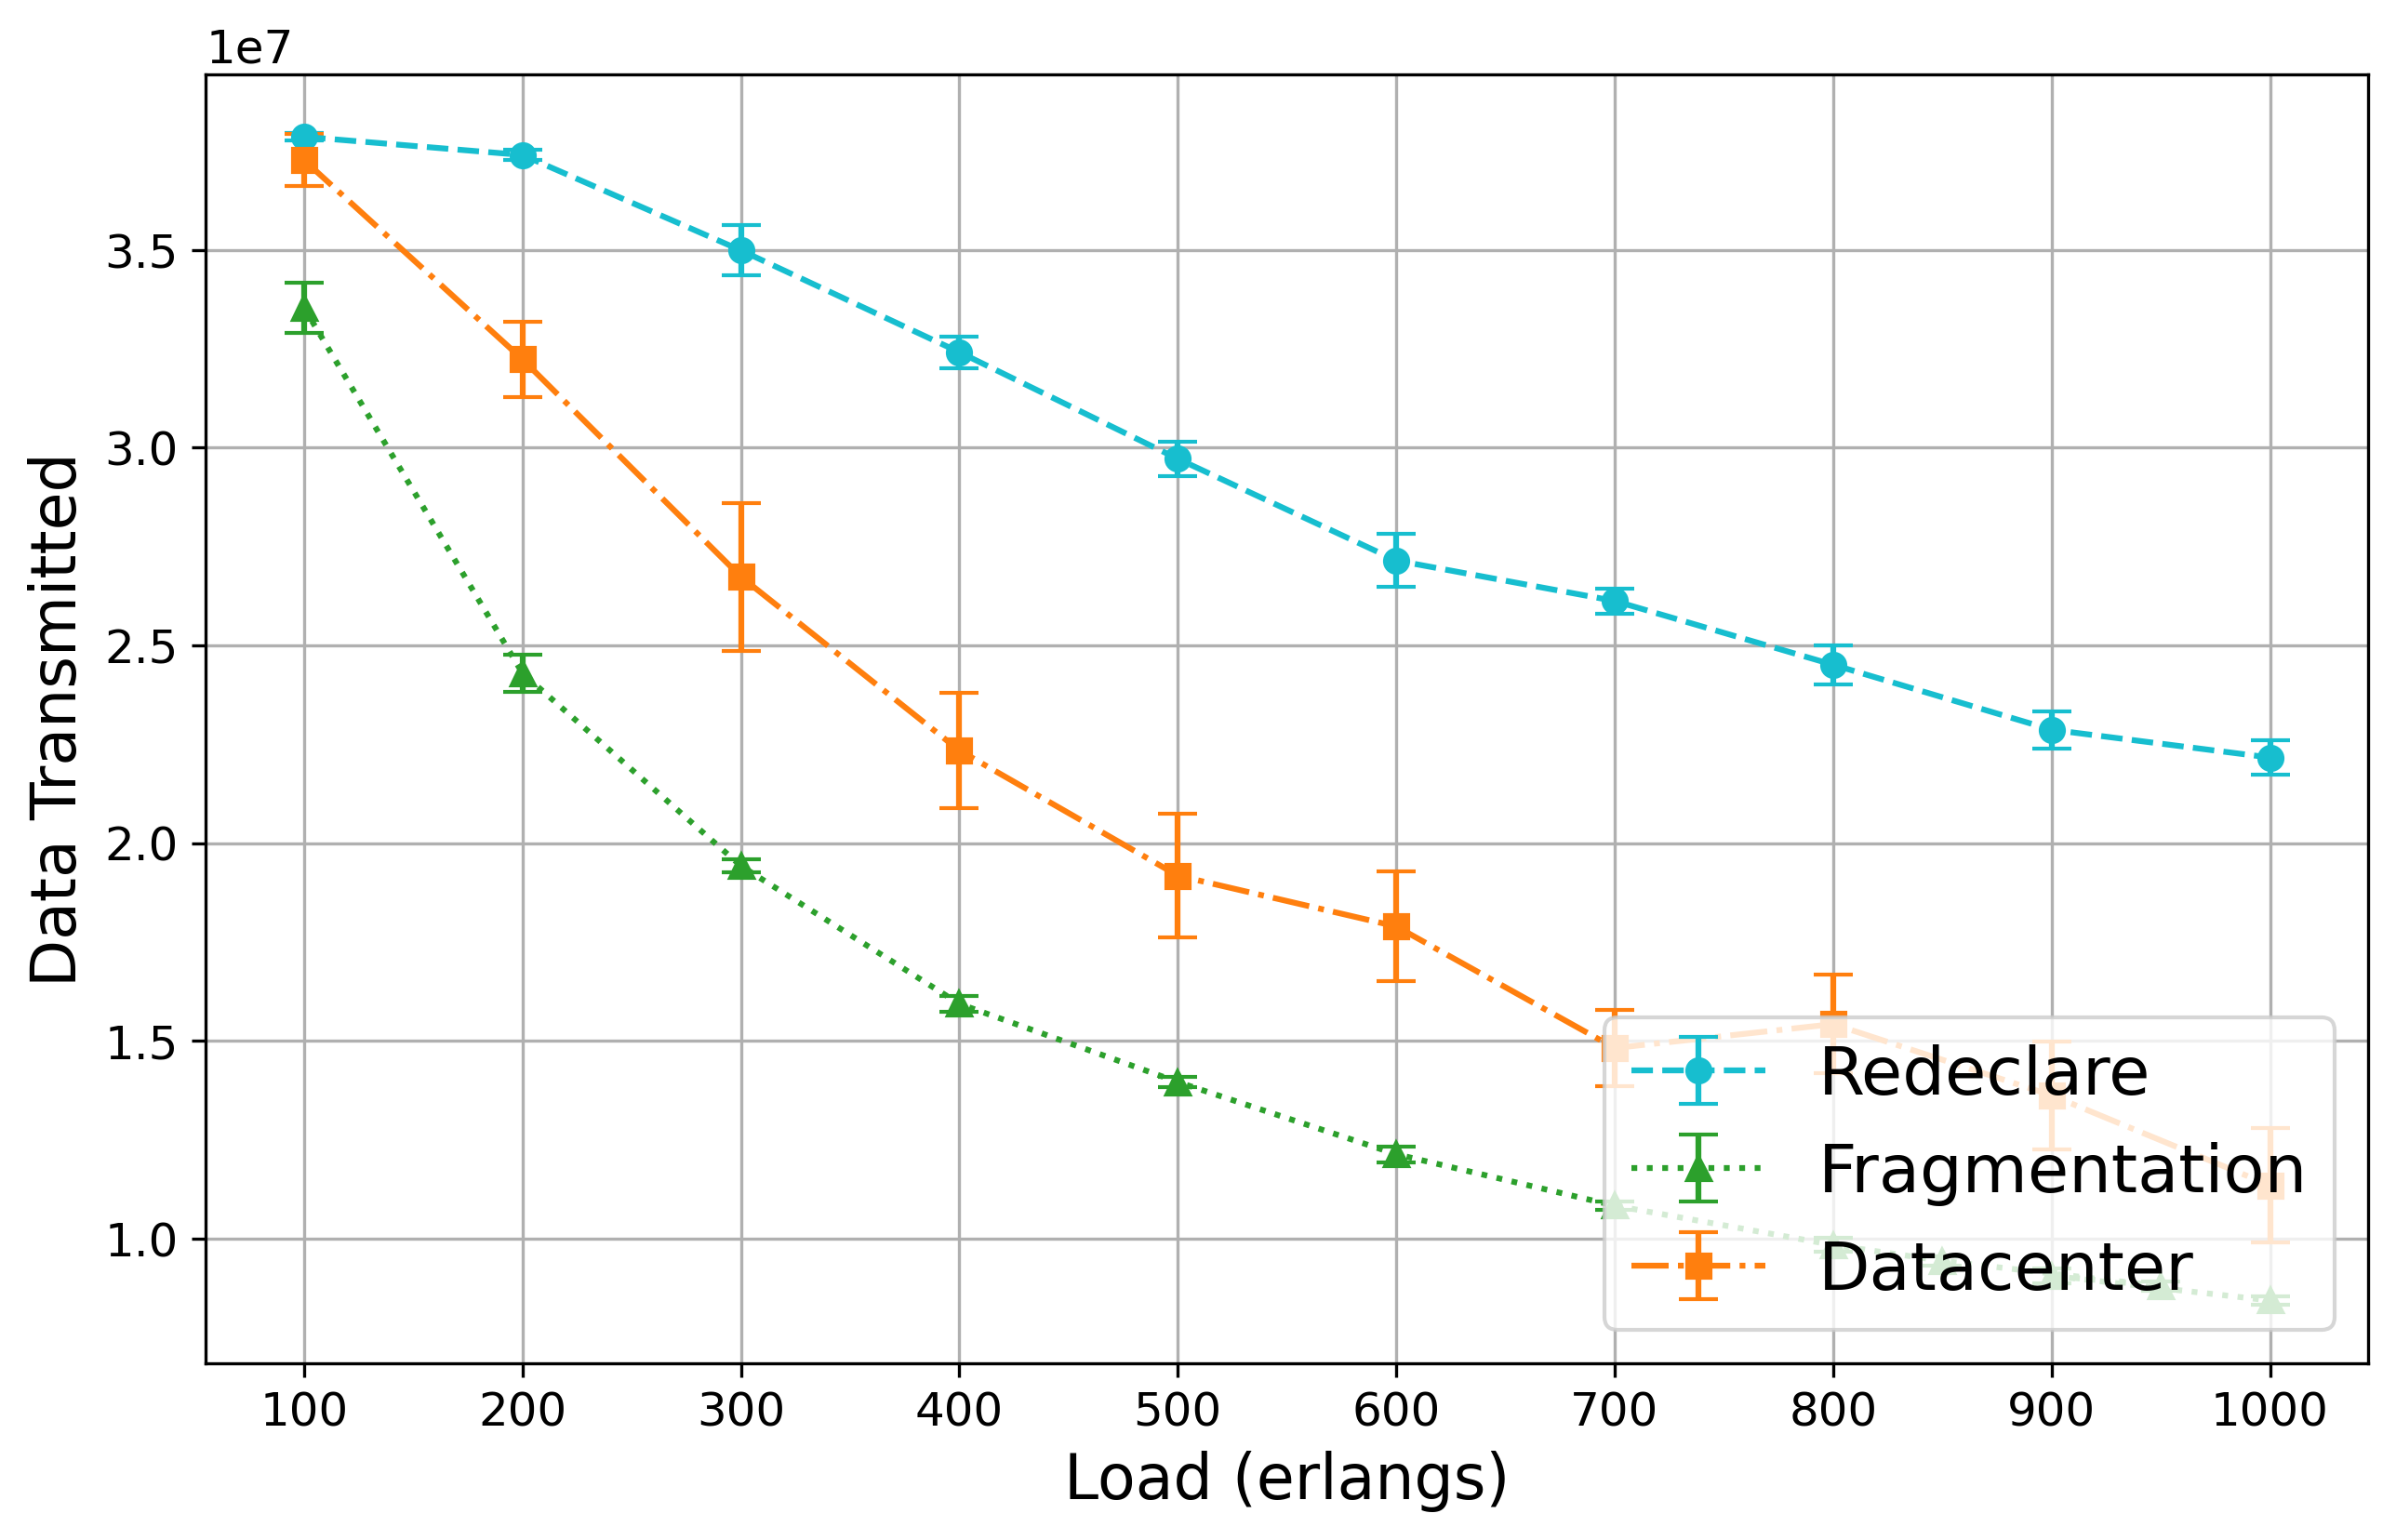 1e7
3.5
3.0
2.5
2.0
1.5
1.0
Data Transmitted
100 200 300 400 500 600 700 800 900 1000
Load (erlangs)
Redeclare
Fragmentation
Datacenter